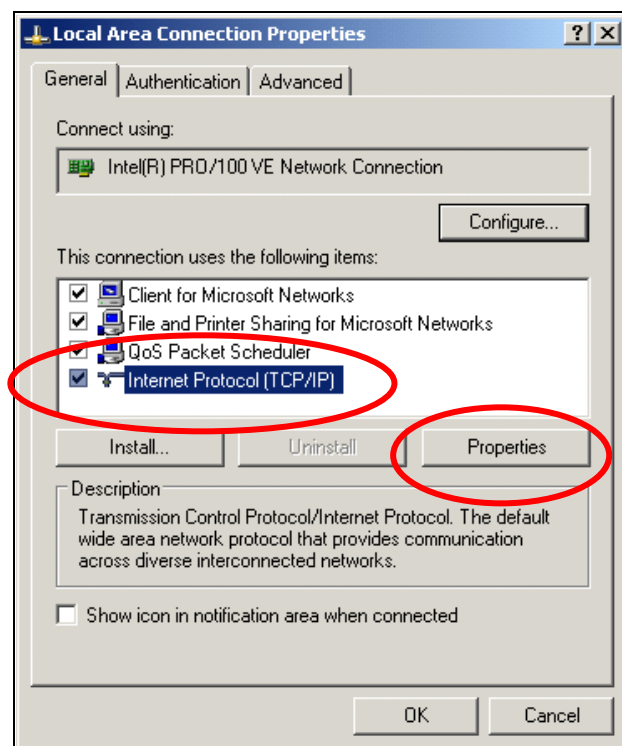 Local Area Connection Properties
General Authentication Advanced
Connect using:
Intel(R) PRO/100 VE Network Connection
Configure...
This connection uses the following items:
Client for Microsoft Networks
File and Printer Sharing for Microsoft Networks
QoS Packet Scheduler
Internet Protocol (TCP/IP)
Install... Uninstall Properties
Description
Transmission Control Protocol/Internet Protocol. The default
wide area network protocol that provides communication
across diverse interconnected networks.
Show icon in notification area when connected
OK Cancel